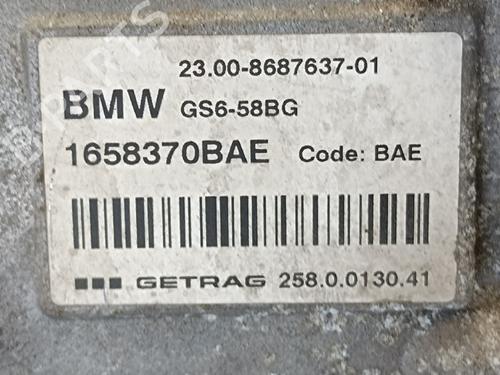 23.00-8687637-01
BMW GS6-58BG
1658370BAE Code: BAE
GETRAG 258.0.0130.41